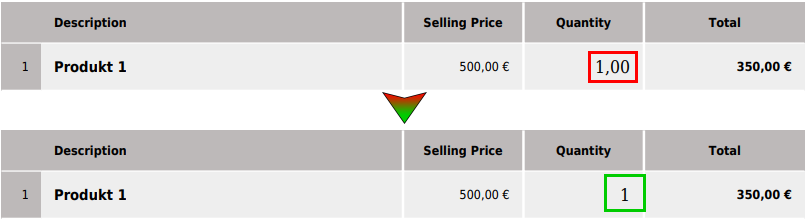 Description Selling Price Quantity Total
1 Produkt 1 500,00 € 1,00 350,00 €
Description Selling Price Quantity Total
1 Produkt 1 500,00 € 1 350,00 €